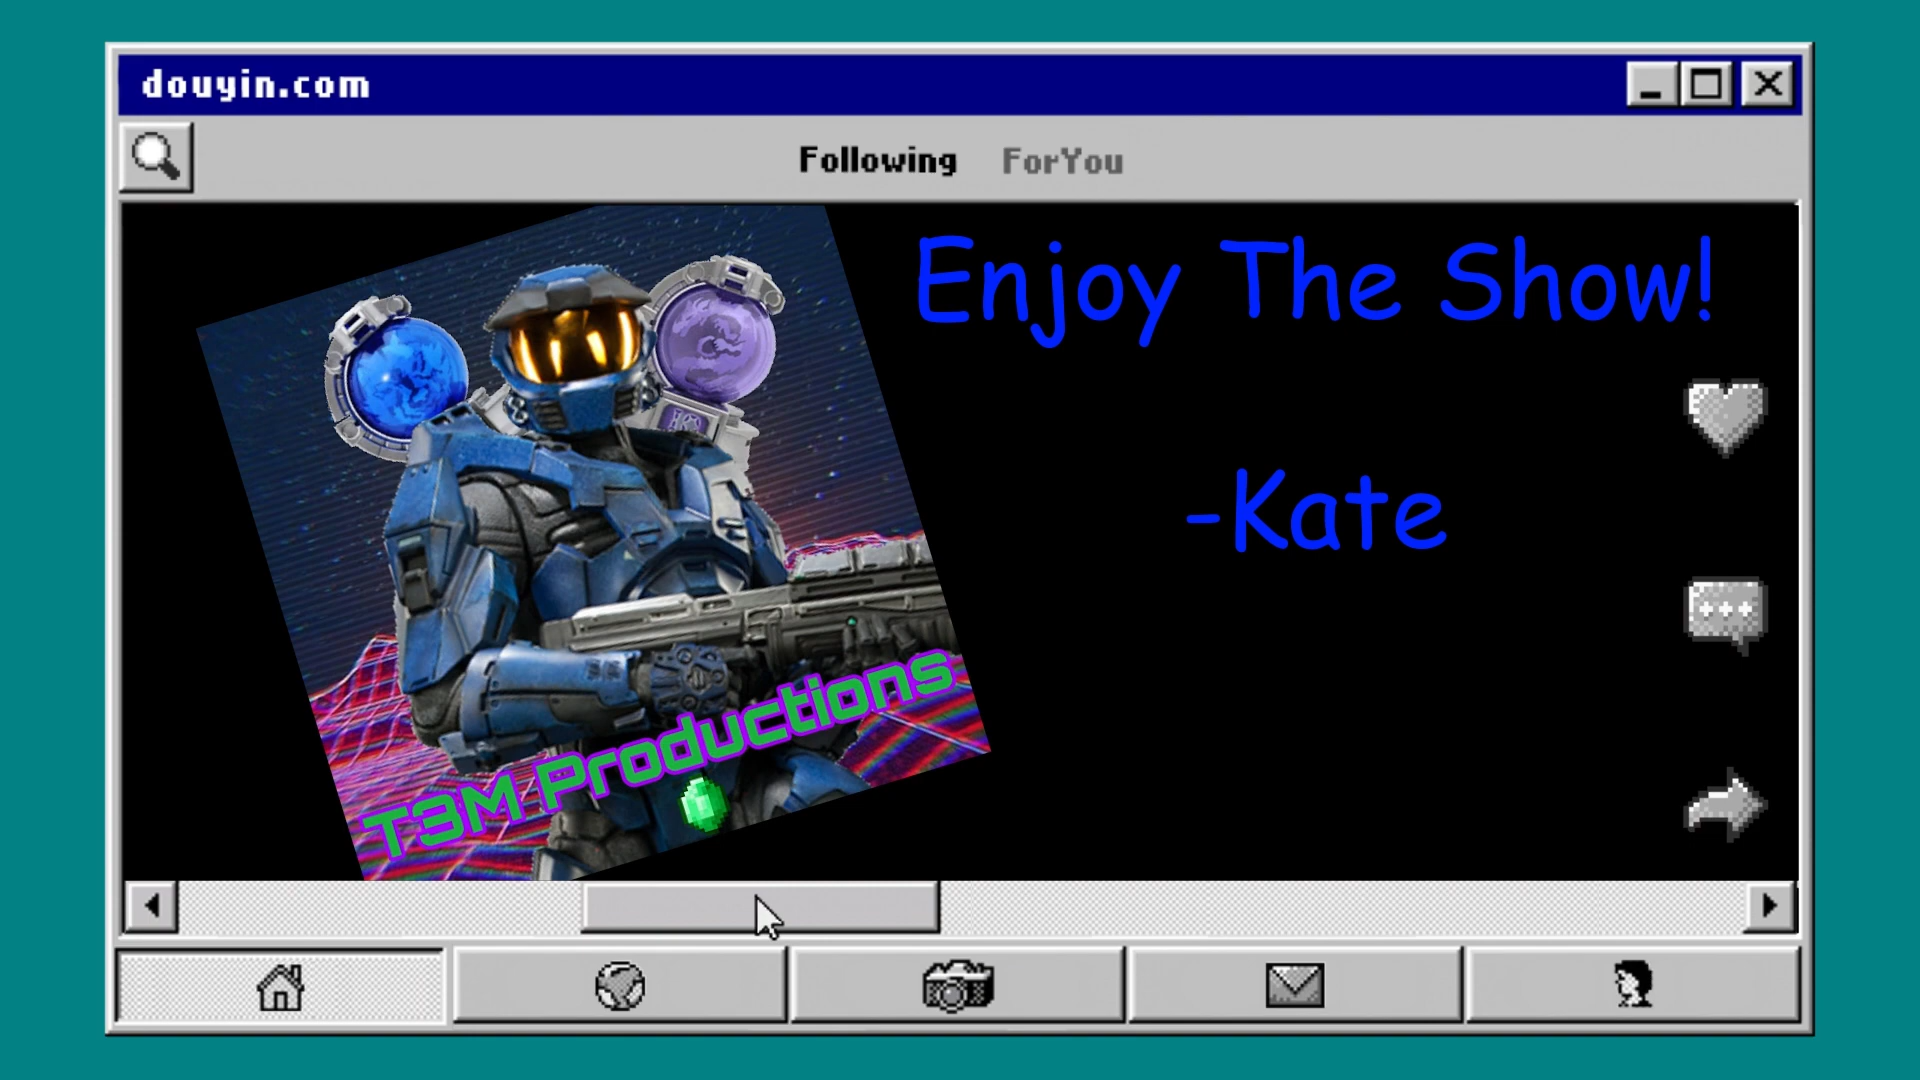 douyin.com
Following ForYou
Enjoy The Show!
-Kate
T3M Productions